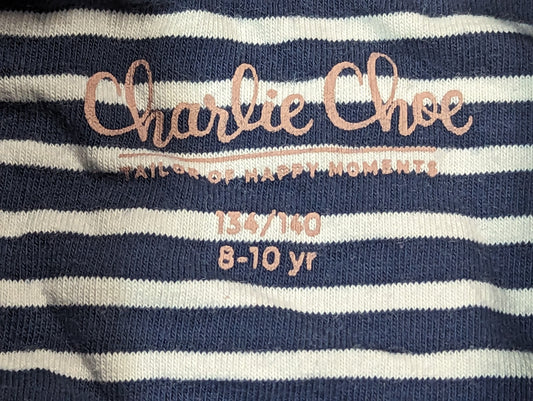 Charlie Choe
TAILOR OF HAPPY MOMENTS
134/140
8-10 yr